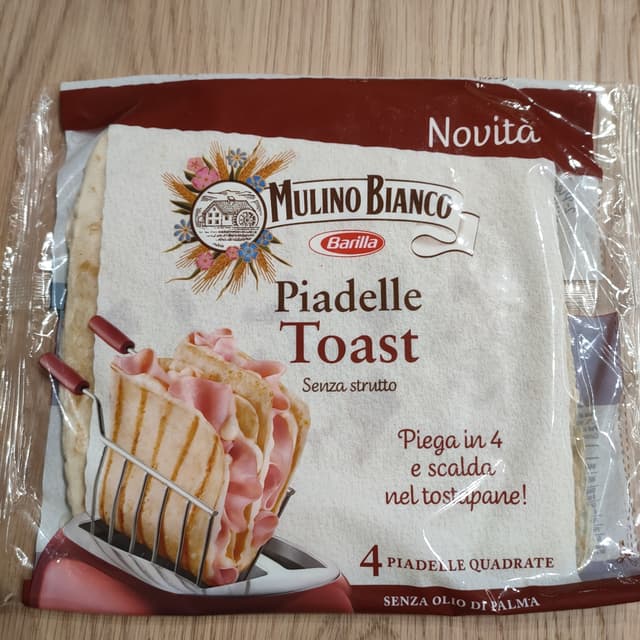 Novità
MULINO BIANCO
Barilla
Piadelle
Toast
Senza strutto
Piega in 4
e scalda
nel tostapane!
4 PIADELLE QUADRATE
SENZA OLIO DI PALMA